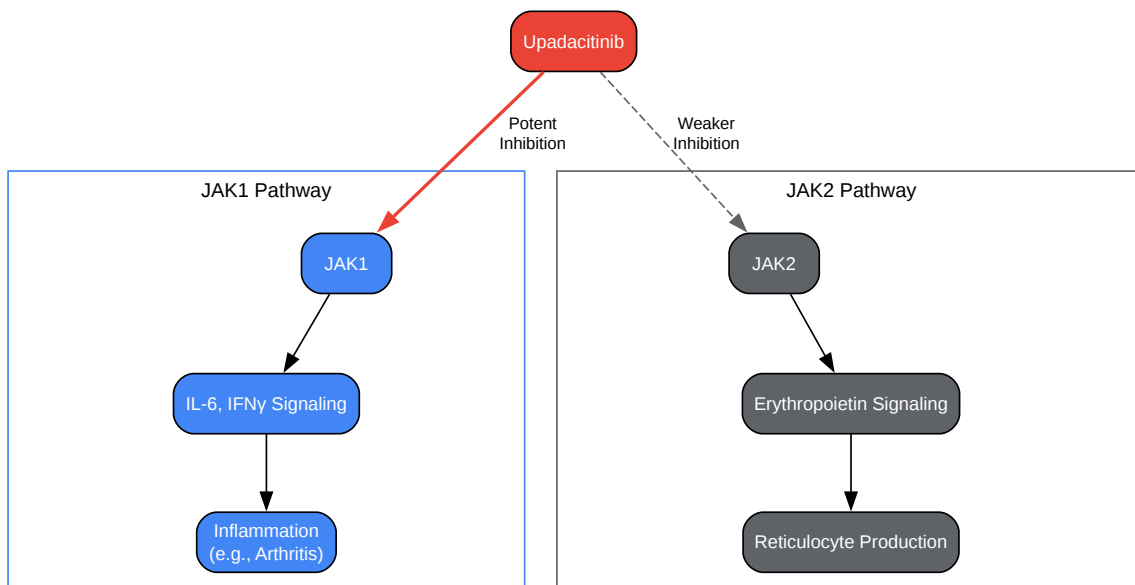 Upadacitinib
Potent
Inhibition
Weaker
Inhibition
JAK1 Pathway
JAK2 Pathway
JAK1
JAK2
IL-6, IFNγ Signaling
Erythropoietin Signaling
Inflammation
(e.g., Arthritis)
Reticulocyte Production